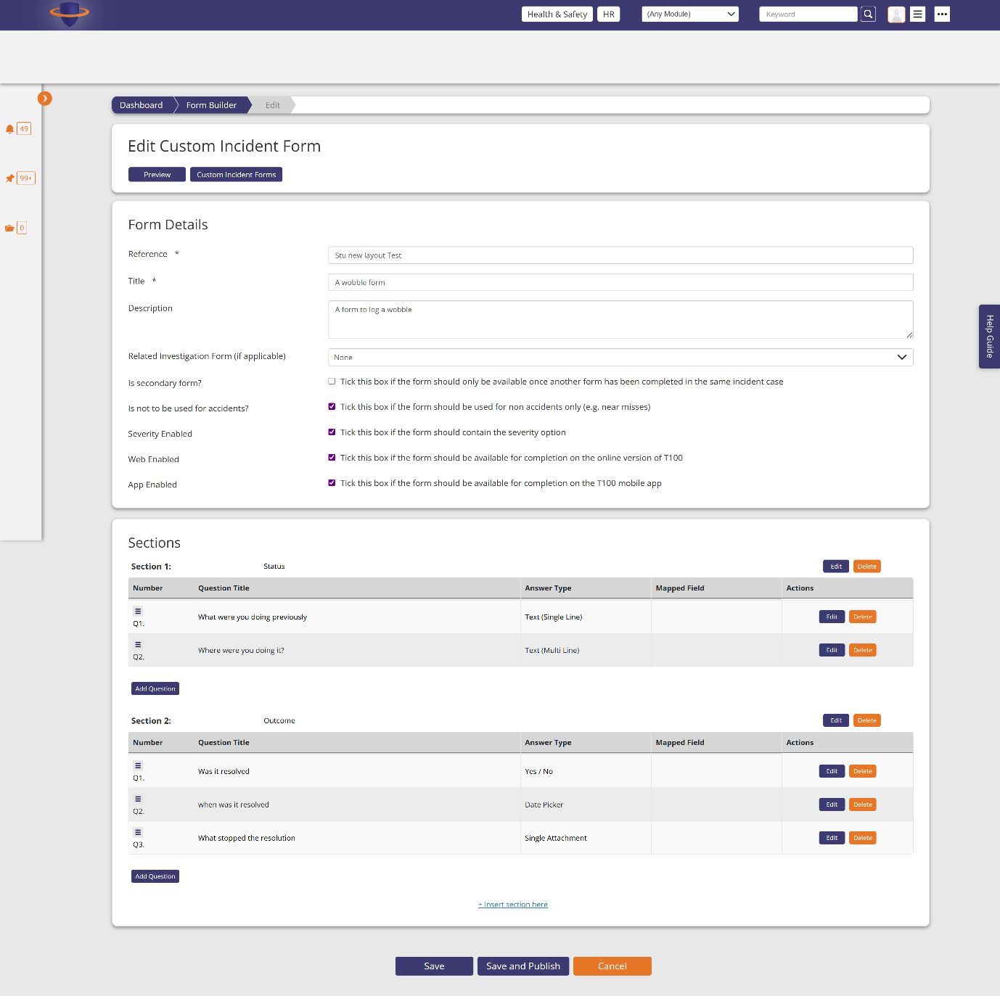 Health & Safety HR (Any Module) Keyword
Dashboard Form Builder Edit
49
99+
0
Edit Custom Incident Form
Preview Custom Incident Forms
Form Details
Reference * Stu new layout Test
Title * A wobble form
Description A form to log a wobble
Help Guide
Related Investigation Form (if applicable) None
Is secondary form? Tick this box if the form should only be available once another form has been completed in the same incident case
Is not to be used for accidents? Tick this box if the form should be used for non accidents only (e.g. near misses)
Severity Enabled Tick this box if the form should contain the severity option
Web Enabled Tick this box if the form should be available for completion on the online version of T100
App Enabled Tick this box if the form should be available for completion on the T100 mobile app
Sections
Section 1: Status Edit Delete
Number Question Title Answer Type Mapped Field Actions
Q1. What were you doing previously Text (Single Line) Edit Delete
Q2. Where were you doing it? Text (Multi Line) Edit Delete
Add Question
Section 2: Outcome Edit Delete
Number Question Title Answer Type Mapped Field Actions
Q1. Was it resolved Yes / No Edit Delete
Q2. when was it resolved Date Picker Edit Delete
Q3. What stopped the resolution Single Attachment Edit Delete
Add Question
+ Insert section here
Save Save and Publish Cancel